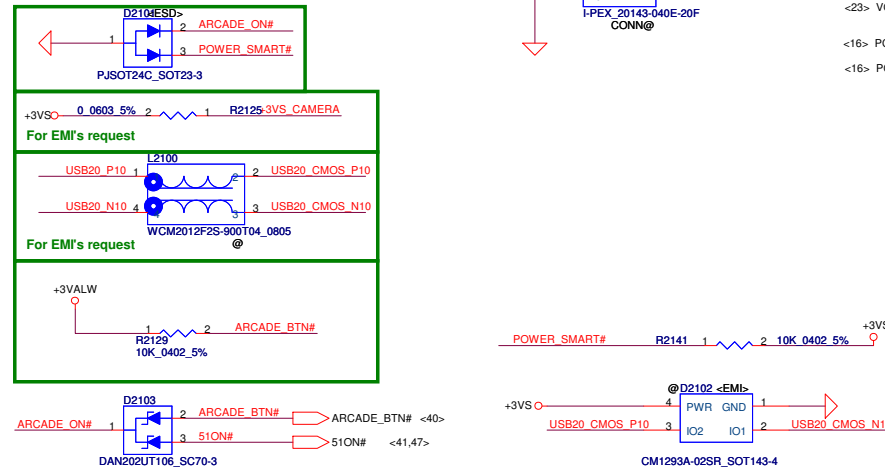 D2104<ESD>
1
2 ARCADE_ON#
3 POWER_SMART#
PJSOT24C_SOT23-3
+3VS 0_0603_5% 2 1 R2125 +3VS_CAMERA
For EMI's request
L2100
USB20_P10 1 2 2 USB20_CMOS_P10
USB20_N10 4 4 3 3 USB20_CMOS_N10
WCM2012F2S-900T04_0805
@
For EMI's request
+3VALW
1 2 ARCADE_BTN#
R2129
10K_0402_5%
D2103
ARCADE_ON# 1
2 ARCADE_BTN# ARCADE_BTN# <40>
3 51ON# 51ON# <41,47>
DAN202UT106_SC70-3
I-PEX_20143-040E-20F
CONN@
<23> V
<16> P
<16> P
+3VS
POWER_SMART# R2141 1 2 10K_0402_5%
@ D2102 <EMI>
+3VS 4 PWR GND 1
USB20_CMOS_P10 3 IO2 IO1 2 USB20_CMOS_N1
CM1293A-02SR_SOT143-4